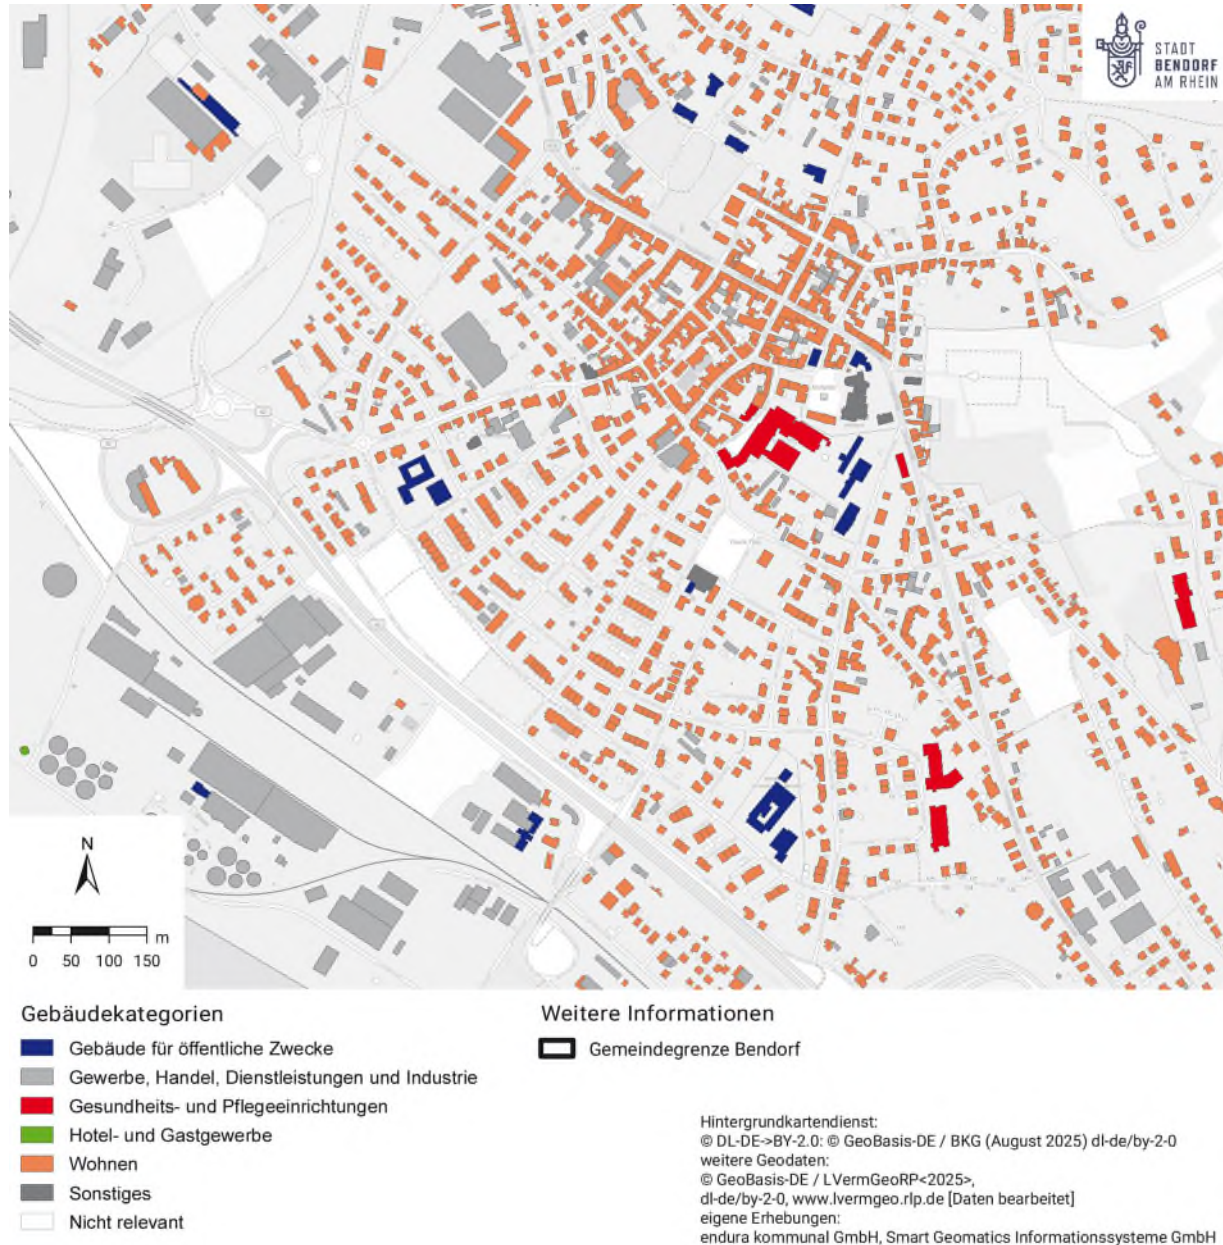 STADT
BENDORF
AM RHEIN
N
m
0 50 100 150
Gebäudekategorien
Gebäude für öffentliche Zwecke
Gewerbe, Handel, Dienstleistungen und Industrie
Gesundheits- und Pflegeeinrichtungen
Hotel- und Gastgewerbe
Wohnen
Sonstiges
Nicht relevant
Weitere Informationen
Gemeindegrenze Bendorf
Hintergrundkartendienst:
© DL-DE->BY-2.0: © GeoBasis-DE / BKG (August 2025) dl-de/by-2-0
weitere Geodaten:
© GeoBasis-DE / LVermGeoRP<2025>,
dl-de/by-2-0, www.lvermgeo.rlp.de [Daten bearbeitet]
eigene Erhebungen:
endura kommunal GmbH, Smart Geomatics Informationssysteme GmbH